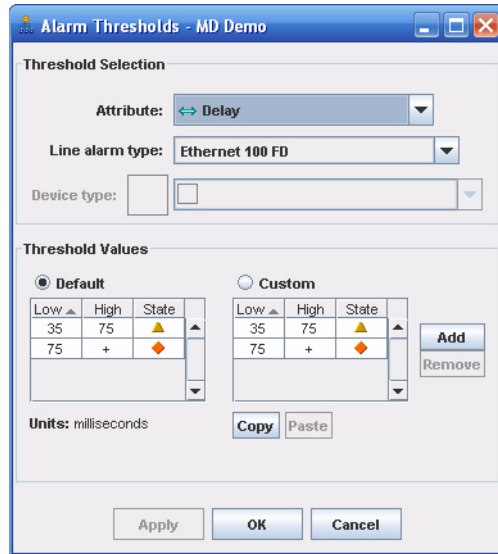 Alarm Thresholds - MD Demo
Threshold Selection
Attribute: Delay
Line alarm type: Ethernet 100 FD
Device type:
Threshold Values
Default Custom
Low High State Low High State
35 75 35 75
75 + 75 +
Add
Remove
Units: milliseconds Copy Paste
Apply OK Cancel